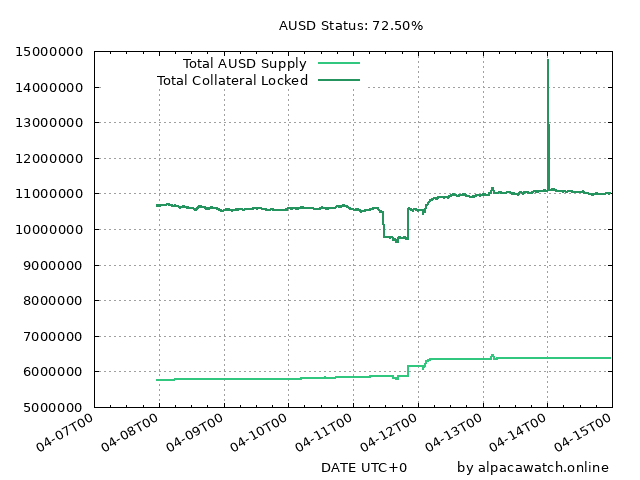 AUSD Status: 72.50%
Total AUSD Supply
Total Collateral Locked
15000000
14000000
13000000
12000000
11000000
10000000
9000000
8000000
7000000
6000000
5000000
04-07T00
04-08T00
04-09T00
04-10T00
04-11T00
04-12T00
04-13T00
04-14T00
04-15T00
DATE UTC+0
by alpacawatch.online